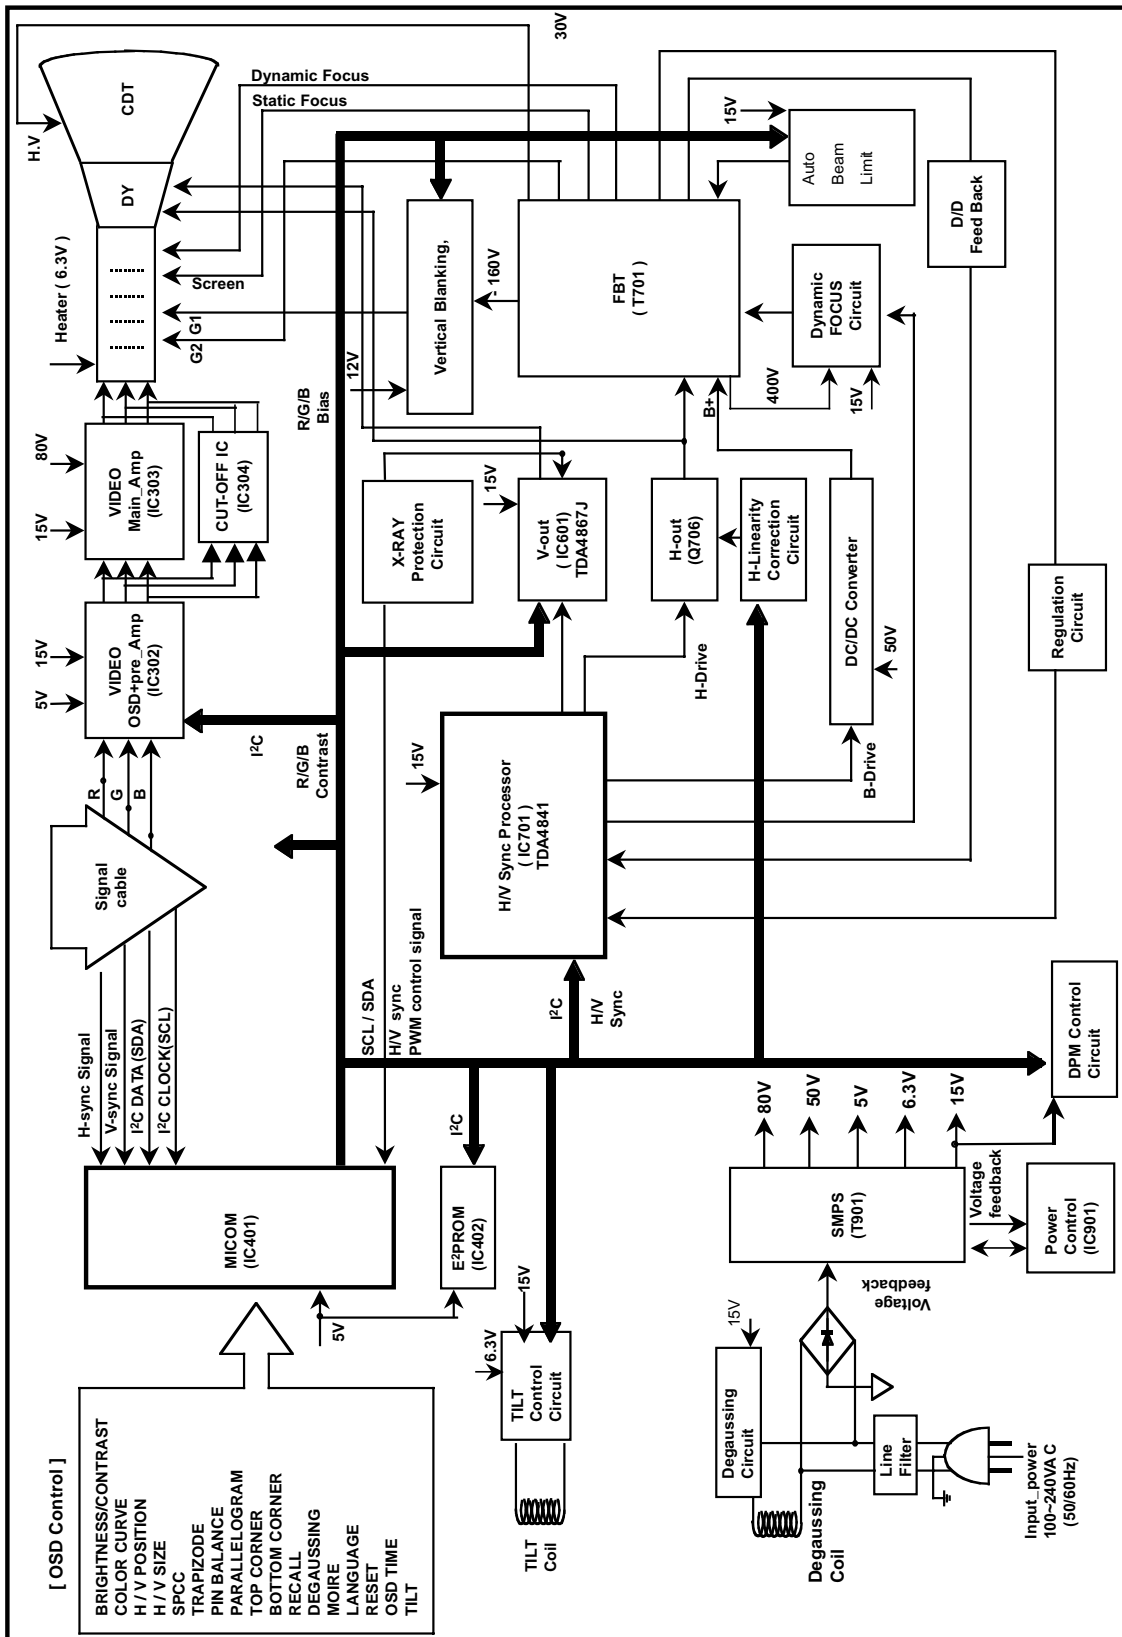 [ OSD Control ]
BRIGHTNESS/CONTRAST
COLOR CURVE
H / V POSITION
H / V SIZE
SPCC
TRAPIZODE
PIN BALANCE
PARALLELOGRAM
TOP CORNER
BOTTOM CORNER
RECALL
DEGAUSSING
MOIRE
LANGUAGE
RESET
OSD TIME
TILT
MICOM
(IC401)
5V
H-sync Signal
V-sync Signal
I²C DATA(SDA)
I²C CLOCK(SCL)
Signal
cable
R
G
B
5V
15V
VIDEO
OSD+pre_Amp
(IC302)
15V
80V
VIDEO
Main_Amp
(IC303)
CUT-OFF IC
(IC304)
Heater ( 6.3V )
H.V
CDT
DY
Screen
G2
G1
Dynamic Focus
Static Focus
30V
I²C
R/G/B
Contrast
R/G/B
Bias
SCL / SDA
H/V sync
PWM control signal
I²C
E²PROM
(IC402)
TILT
Coil
TILT
Control
Circuit
6.3V
15V
12V
Vertical Blanking,
- 160V
X-RAY
Protection
Circuit
15V
V-out
( IC601)
TDA4867J
H-out
(Q706)
H-Linearity
Correction
Circuit
H-Drive
15V
H/V Sync Processor
( IC701 )
TDA4841
I²C
H/V
Sync
FBT
( T701 )
B+
400V
15V
Auto
Beam
Limit
Dynamic
FOCUS
Circuit
15V
D/D
Feed Back
DC/DC Converter
50V
B-Drive
Regulation
Circuit
DPM Control
Circuit
80V
50V
5V
6.3V
15V
SMPS
(T901)
Voltage
feedback
Power
Control
(IC901)
Voltage
feedback
15V
Degaussing
Circuit
Degaussing
Coil
Line
Filter
Input_power
100~240VA C
(50/60Hz)